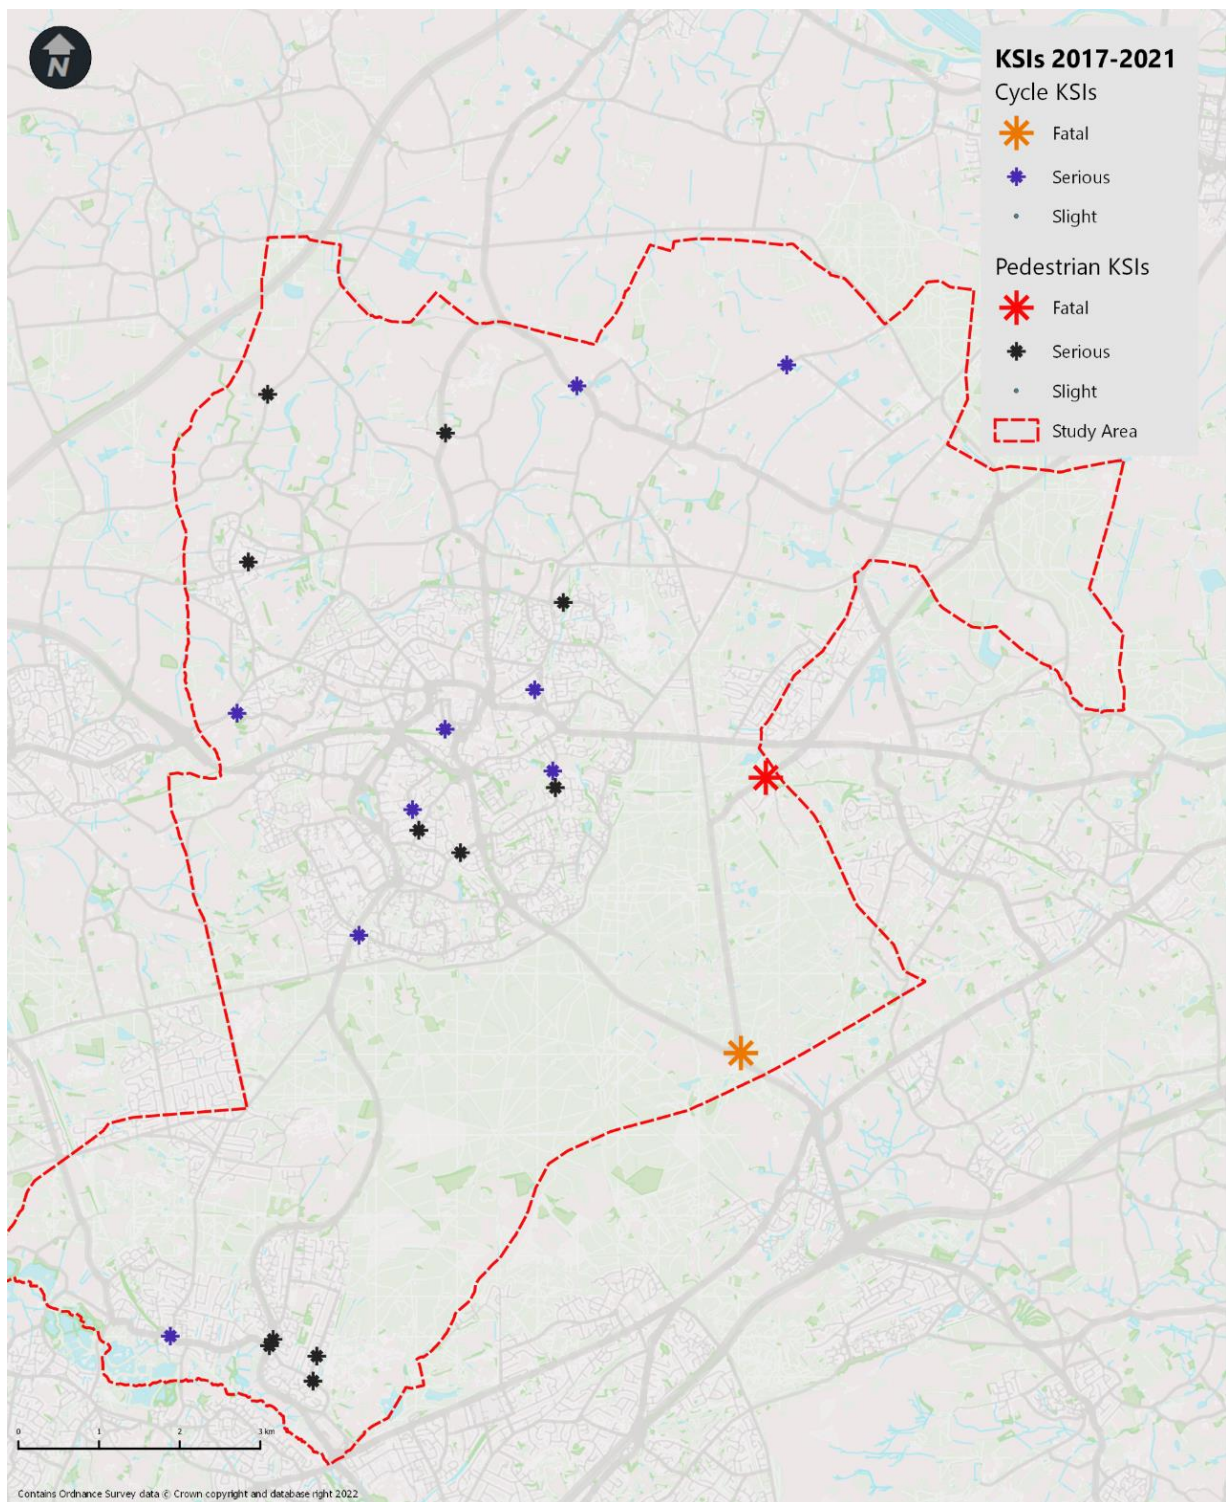 N
KSIs 2017-2021
Cycle KSIs
Fatal
Serious
Slight
Pedestrian KSIs
Fatal
Serious
Slight
Study Area
0 1 2 3 km
Contains Ordnance Survey data © Crown copyright and database right 2022